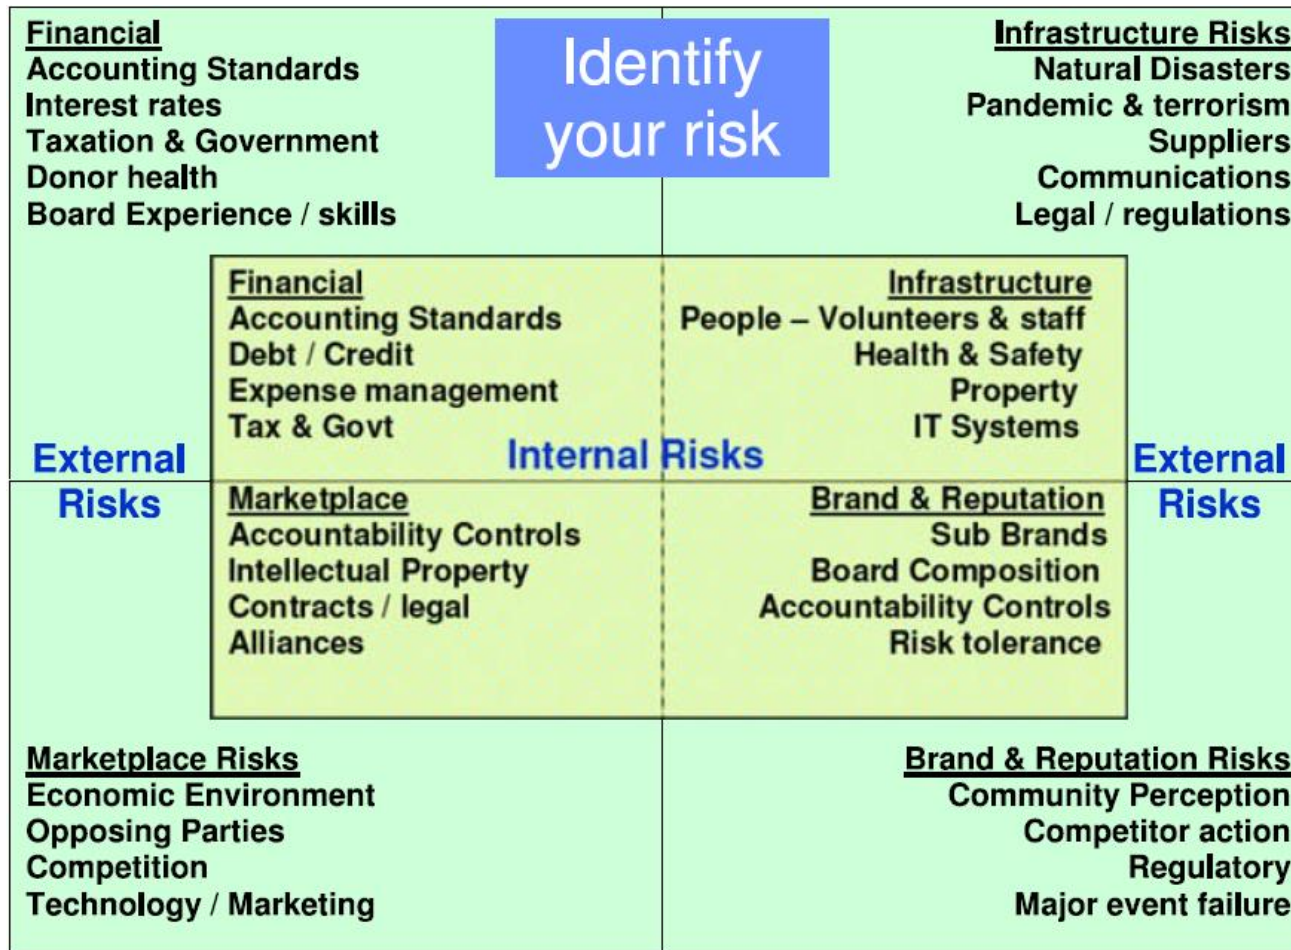 Identify
your risk
Financial
Accounting Standards
Interest rates
Taxation & Government
Donor health
Board Experience / skills
Infrastructure Risks
Natural Disasters
Pandemic & terrorism
Suppliers
Communications
Legal / regulations
External
Risks
Internal Risks
Financial
Accounting Standards
Debt / Credit
Expense management
Tax & Govt
Infrastructure
People – Volunteers & staff
Health & Safety
Property
IT Systems
Marketplace
Accountability Controls
Intellectual Property
Contracts / legal
Alliances
Brand & Reputation
Sub Brands
Board Composition
Accountability Controls
Risk tolerance
External
Risks
Marketplace Risks
Economic Environment
Opposing Parties
Competition
Technology / Marketing
Brand & Reputation Risks
Community Perception
Competitor action
Regulatory
Major event failure